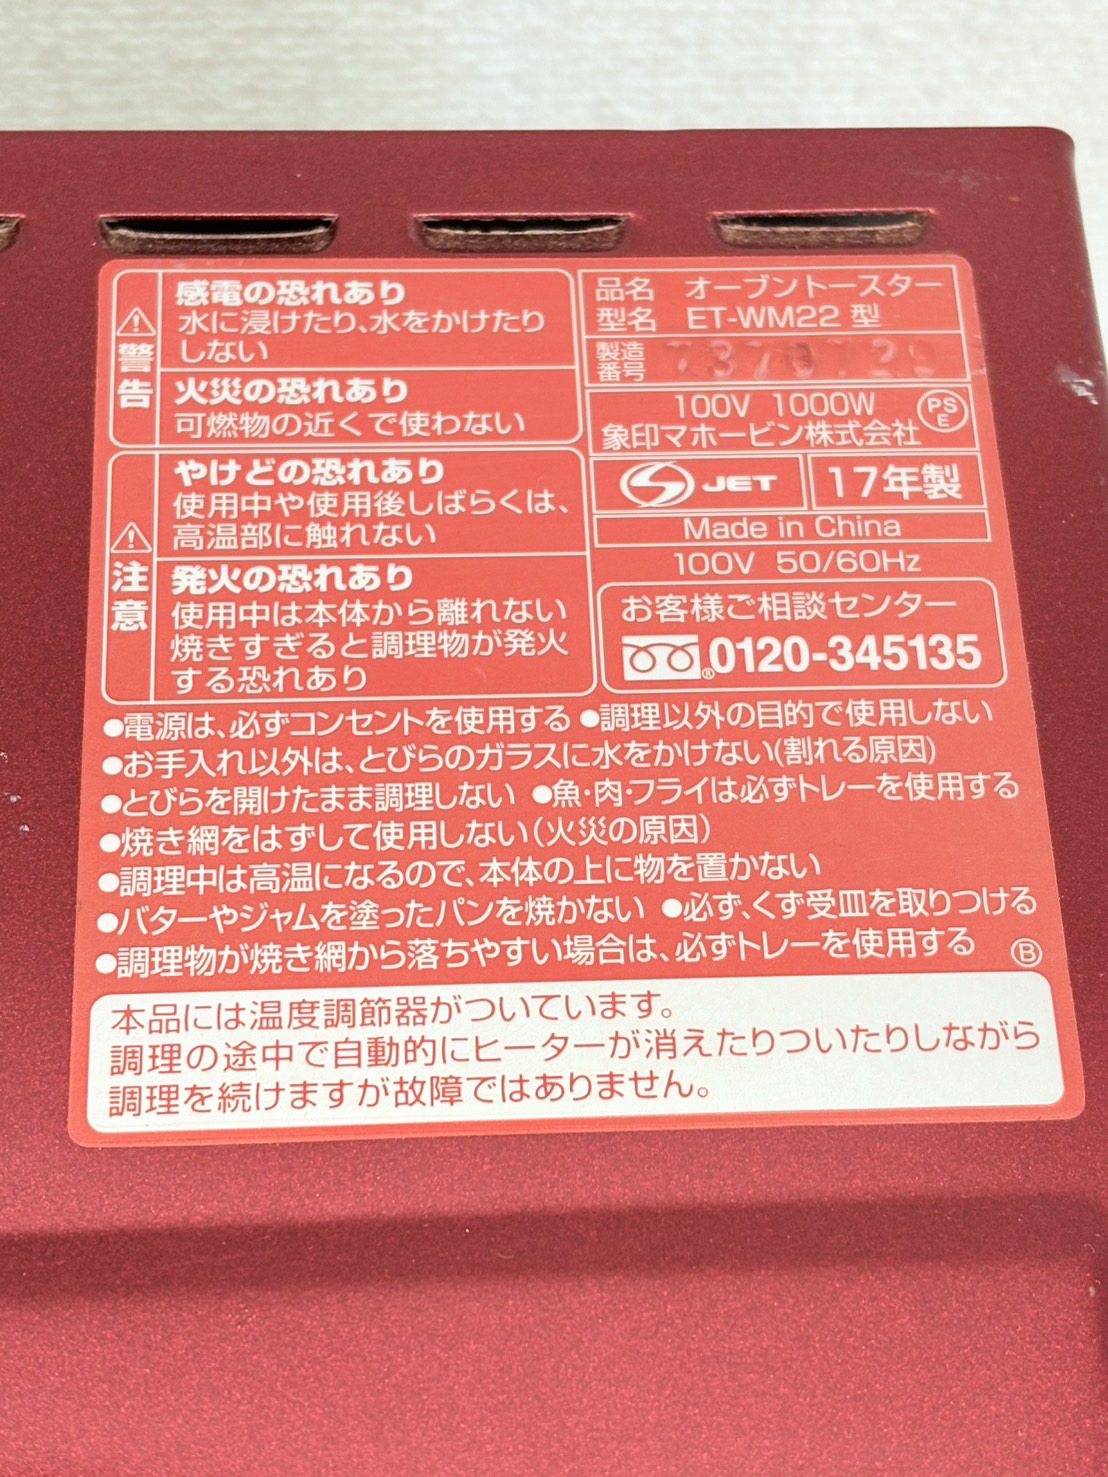 警告
感電の恐れあり
水に浸けたり、水をかけたり
しない
火災の恐れあり
可燃物の近くで使わない
注意
やけどの恐れあり
使用中や使用後しばらくは、
高温部に触れない
発火の恐れあり
使用中は本体から離れない
焼きすぎると調理物が発火
する恐れあり
品名 オーブントースター
型名 ET-WM22 型
製造
番号
100V 1000W
PS
E
象印マホービン株式会社
JET
17年製
Made in China
100V 50/60Hz
お客様ご相談センター
®0120-345135
●電源は、必ずコンセントを使用する ●調理以外の目的で使用しない
●お手入れ以外は、とびらのガラスに水をかけない(割れる原因)
●とびらを開けたまま調理しない ●魚・肉・フライは必ずトレーを使用する
●焼き網をはずして使用しない(火災の原因)
●調理中は高温になるので、本体の上に物を置かない
●バターやジャムを塗ったパンを焼かない ●必ず、くず受皿を取りつける
●調理物が焼き網から落ちやすい場合は、必ずトレーを使用する Ⓑ
本品には温度調節器がついています。
調理の途中で自動的にヒーターが消えたりついたりしながら
調理を続けますが故障ではありません。